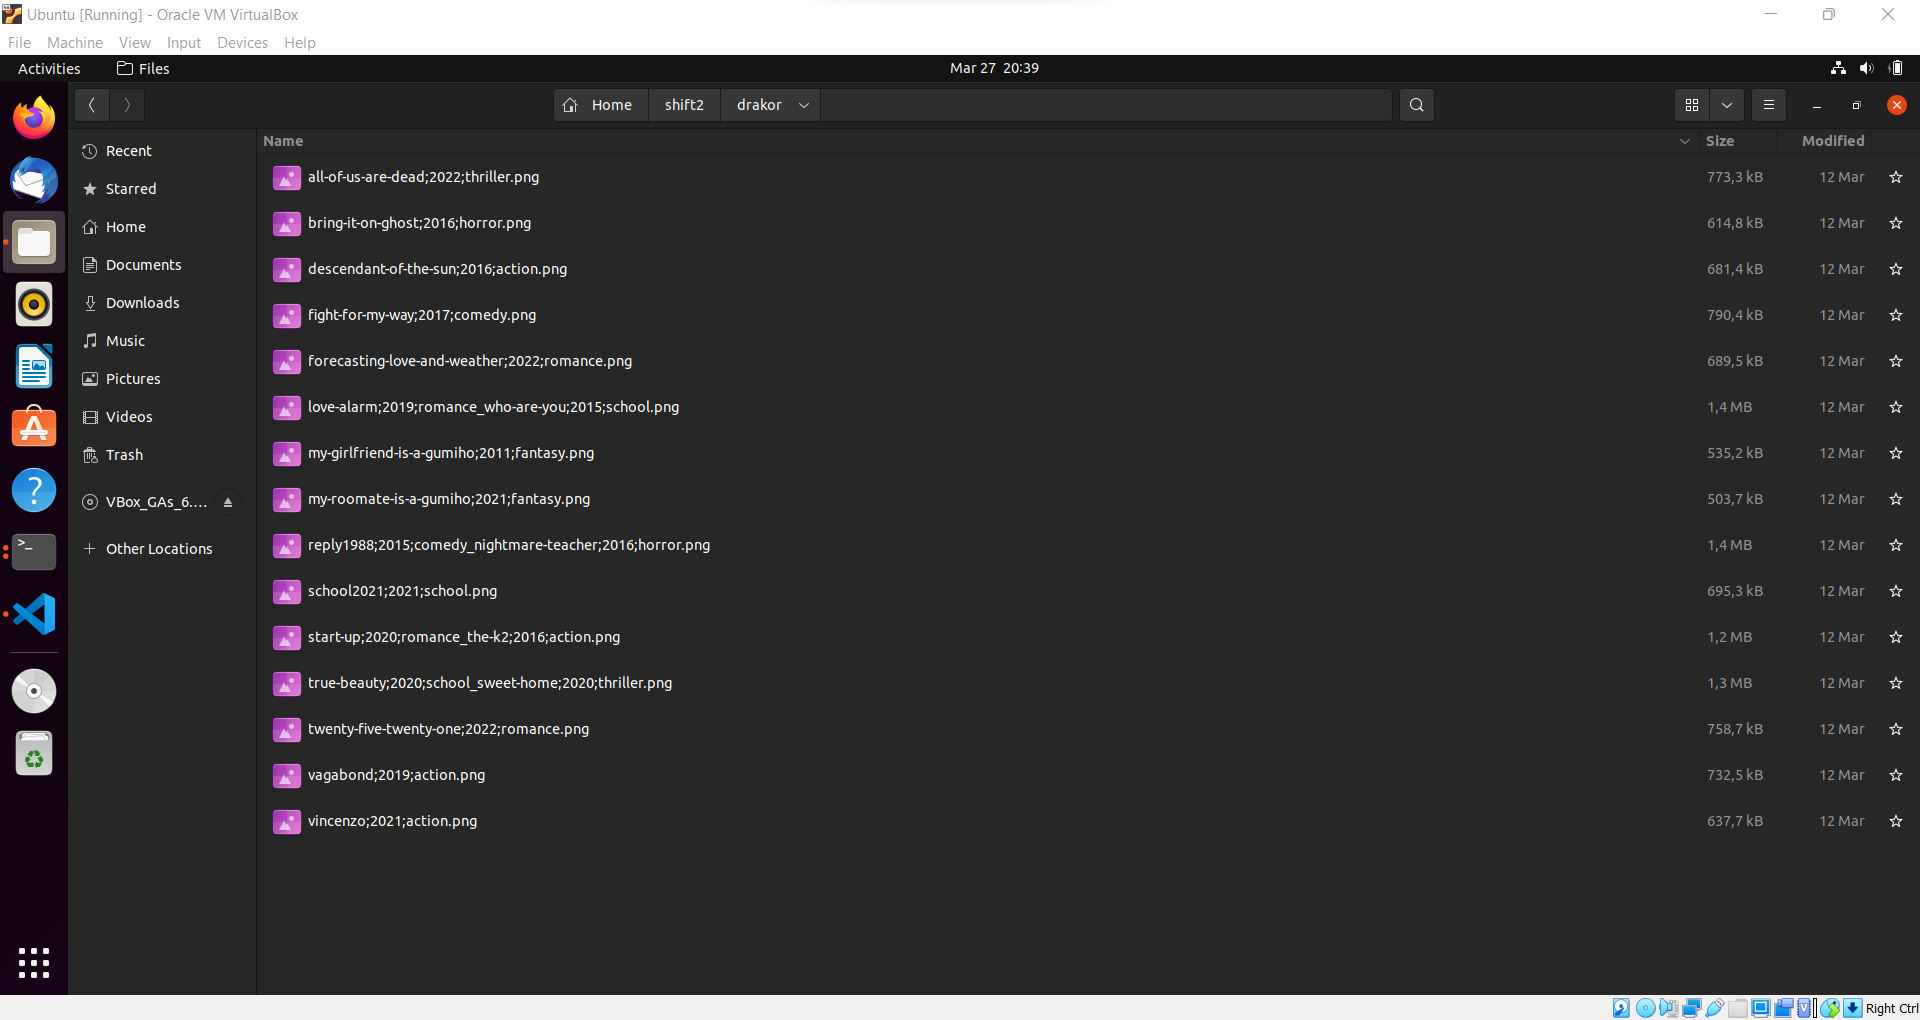 Ubuntu [Running] - Oracle VM VirtualBox
File Machine View Input Devices Help
Activities Files Mar 27 20:39
Home shift2 drakor
Recent
Starred
Home
Documents
Downloads
Music
Pictures
Videos
Trash
VBox_GAs_6....
Other Locations
Name Size Modified
all-of-us-are-dead;2022;thriller.png 773,3 kB 12 Mar
bring-it-on-ghost;2016;horror.png 614,8 kB 12 Mar
descendant-of-the-sun;2016;action.png 681,4 kB 12 Mar
fight-for-my-way;2017;comedy.png 790,4 kB 12 Mar
forecasting-love-and-weather;2022;romance.png 689,5 kB 12 Mar
love-alarm;2019;romance_who-are-you;2015;school.png 1,4 MB 12 Mar
my-girlfriend-is-a-gumiho;2011;fantasy.png 535,2 kB 12 Mar
my-roomate-is-a-gumiho;2021;fantasy.png 503,7 kB 12 Mar
reply1988;2015;comedy_nightmare-teacher;2016;horror.png 1,4 MB 12 Mar
school2021;2021;school.png 695,3 kB 12 Mar
start-up;2020;romance_the-k2;2016;action.png 1,2 MB 12 Mar
true-beauty;2020;school_sweet-home;2020;thriller.png 1,3 MB 12 Mar
twenty-five-twenty-one;2022;romance.png 758,7 kB 12 Mar
vagabond;2019;action.png 732,5 kB 12 Mar
vincenzo;2021;action.png 637,7 kB 12 Mar
Right Ctrl